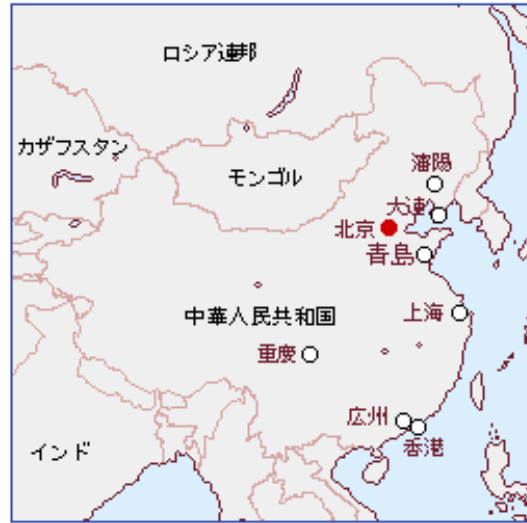 ロシア連邦
カザフスタン
モンゴル
瀋陽
大連
北京
青島
中華人民共和国
上海
重慶
広州
香港
インド